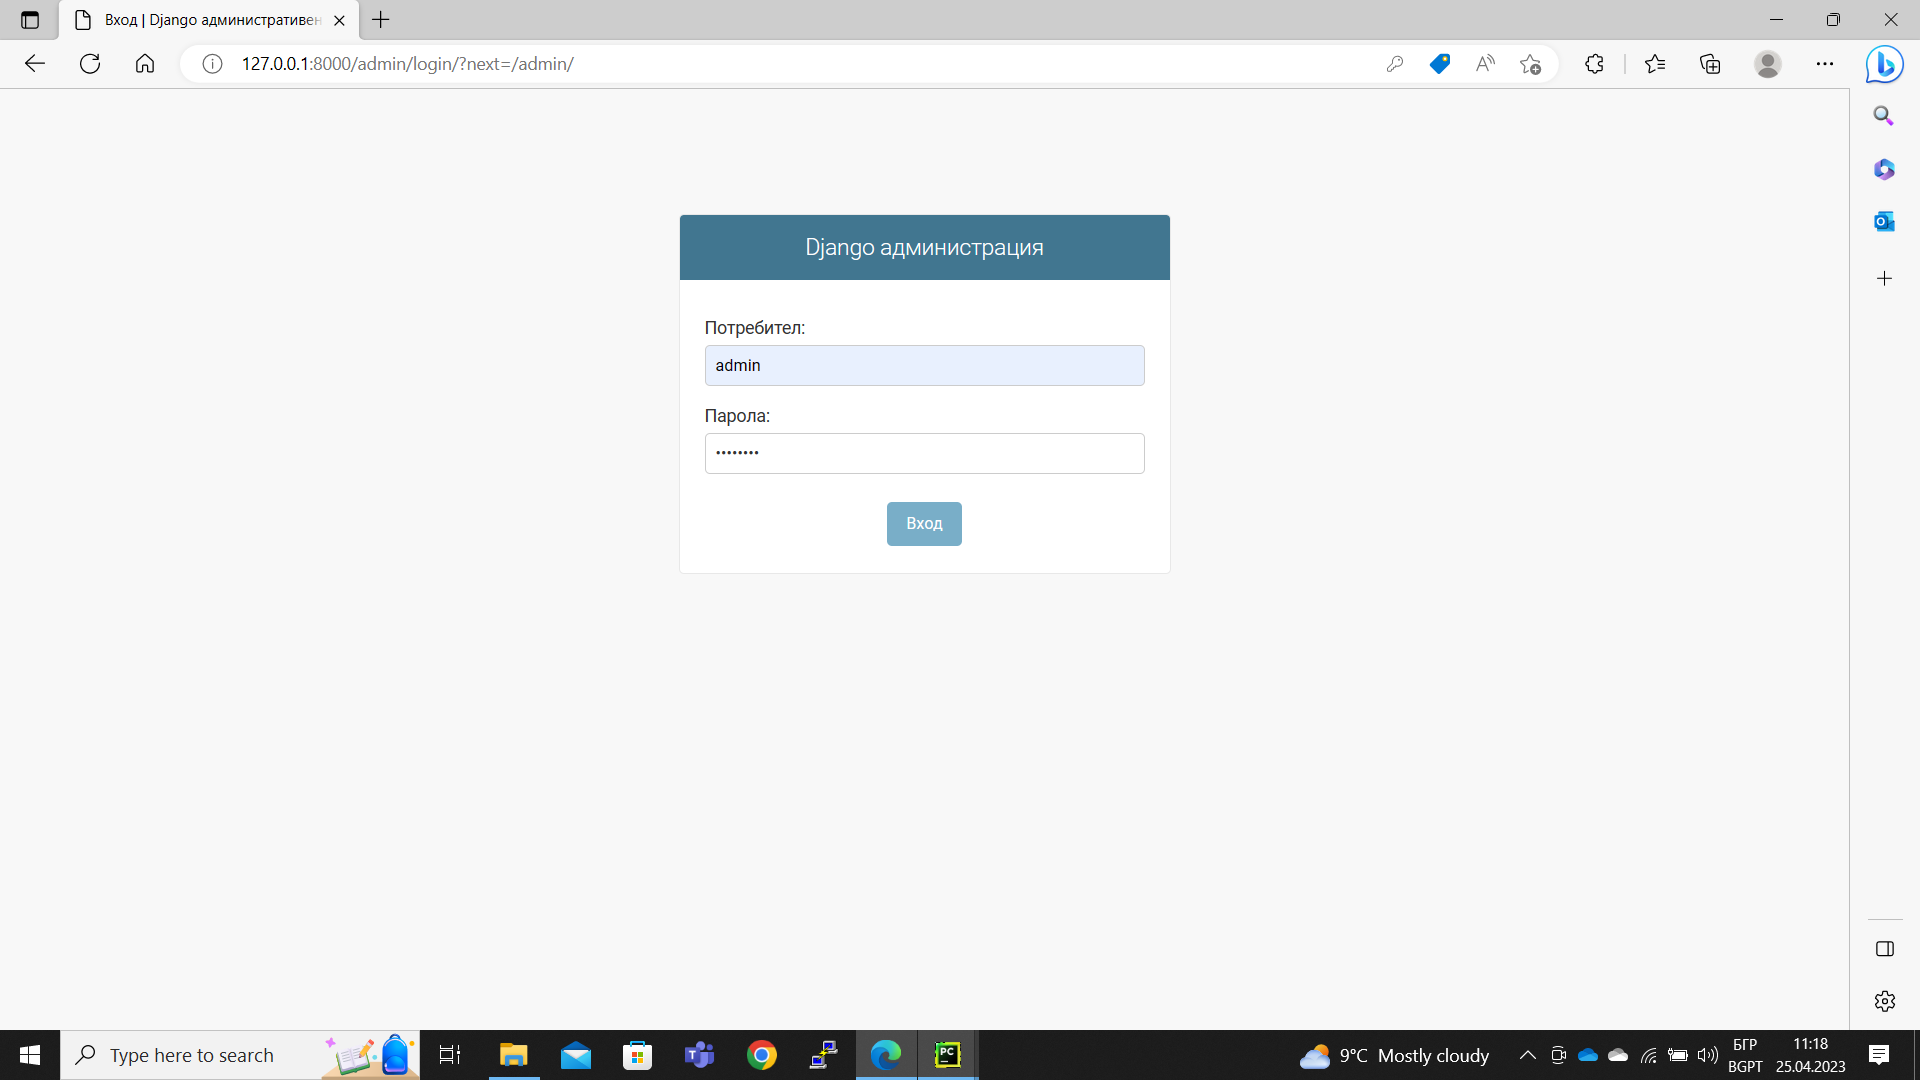 Вход | Django административен
127.0.0.1:8000/admin/login/?next=/admin/
Django администрация
Потребител:
admin
Парола:
••••••••
Вход
Type here to search
9°C Mostly cloudy
БГР
BGPT
11:18
25.04.2023